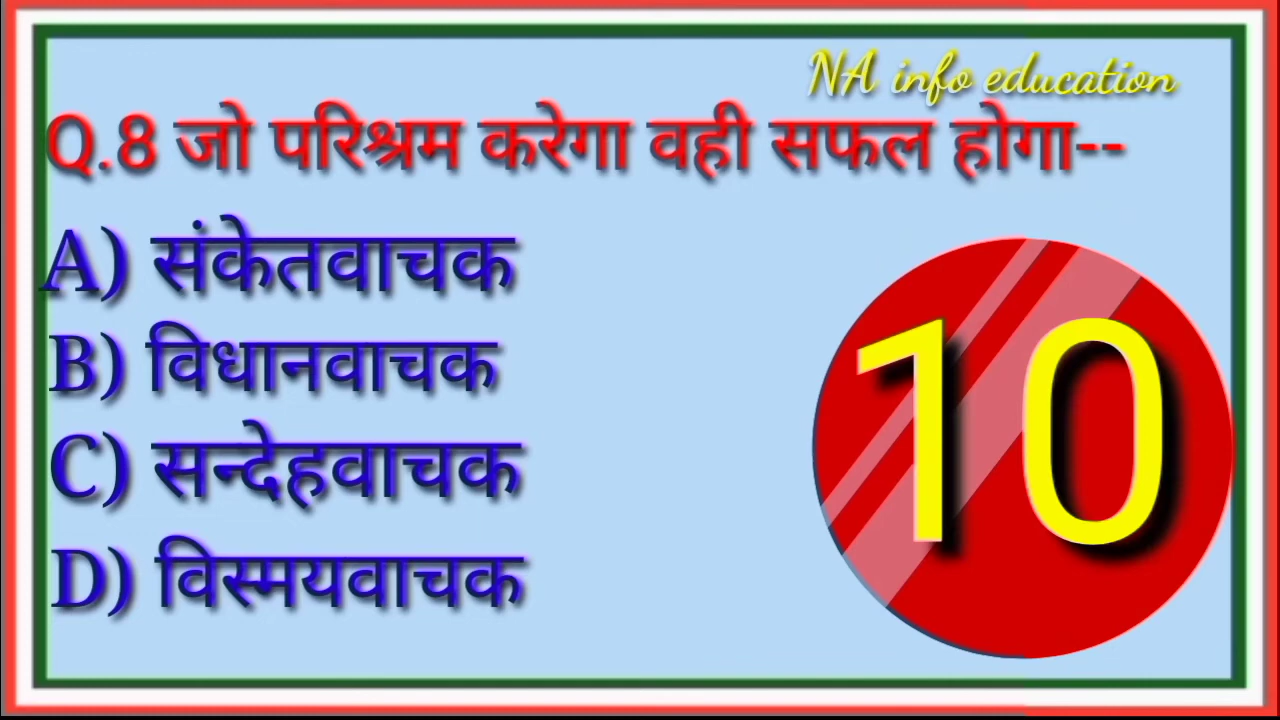 NA info education
Q.8 जो परिश्रम करेगा वही सफल होगा--
A) संकेतवाचक
B) विधानवाचक
C) सन्देहवाचक
D) विस्मयवाचक
10